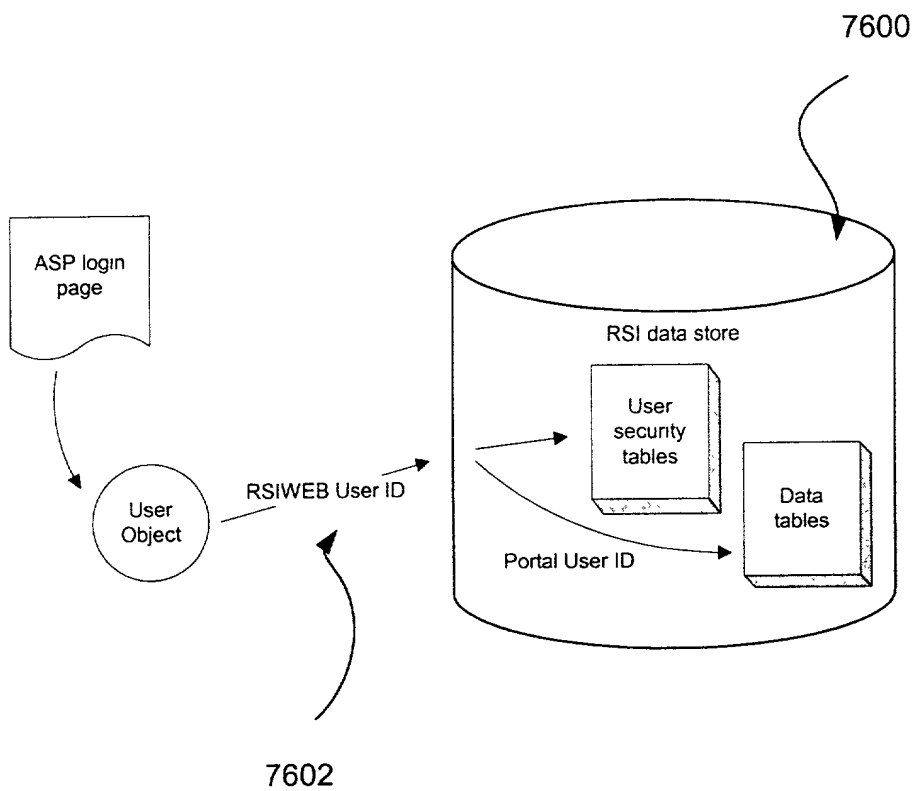 7600
ASP login
page
RSI data store
User
security
tables
RSIWEB User ID
User
Object
Data
tables
Portal User ID
7602